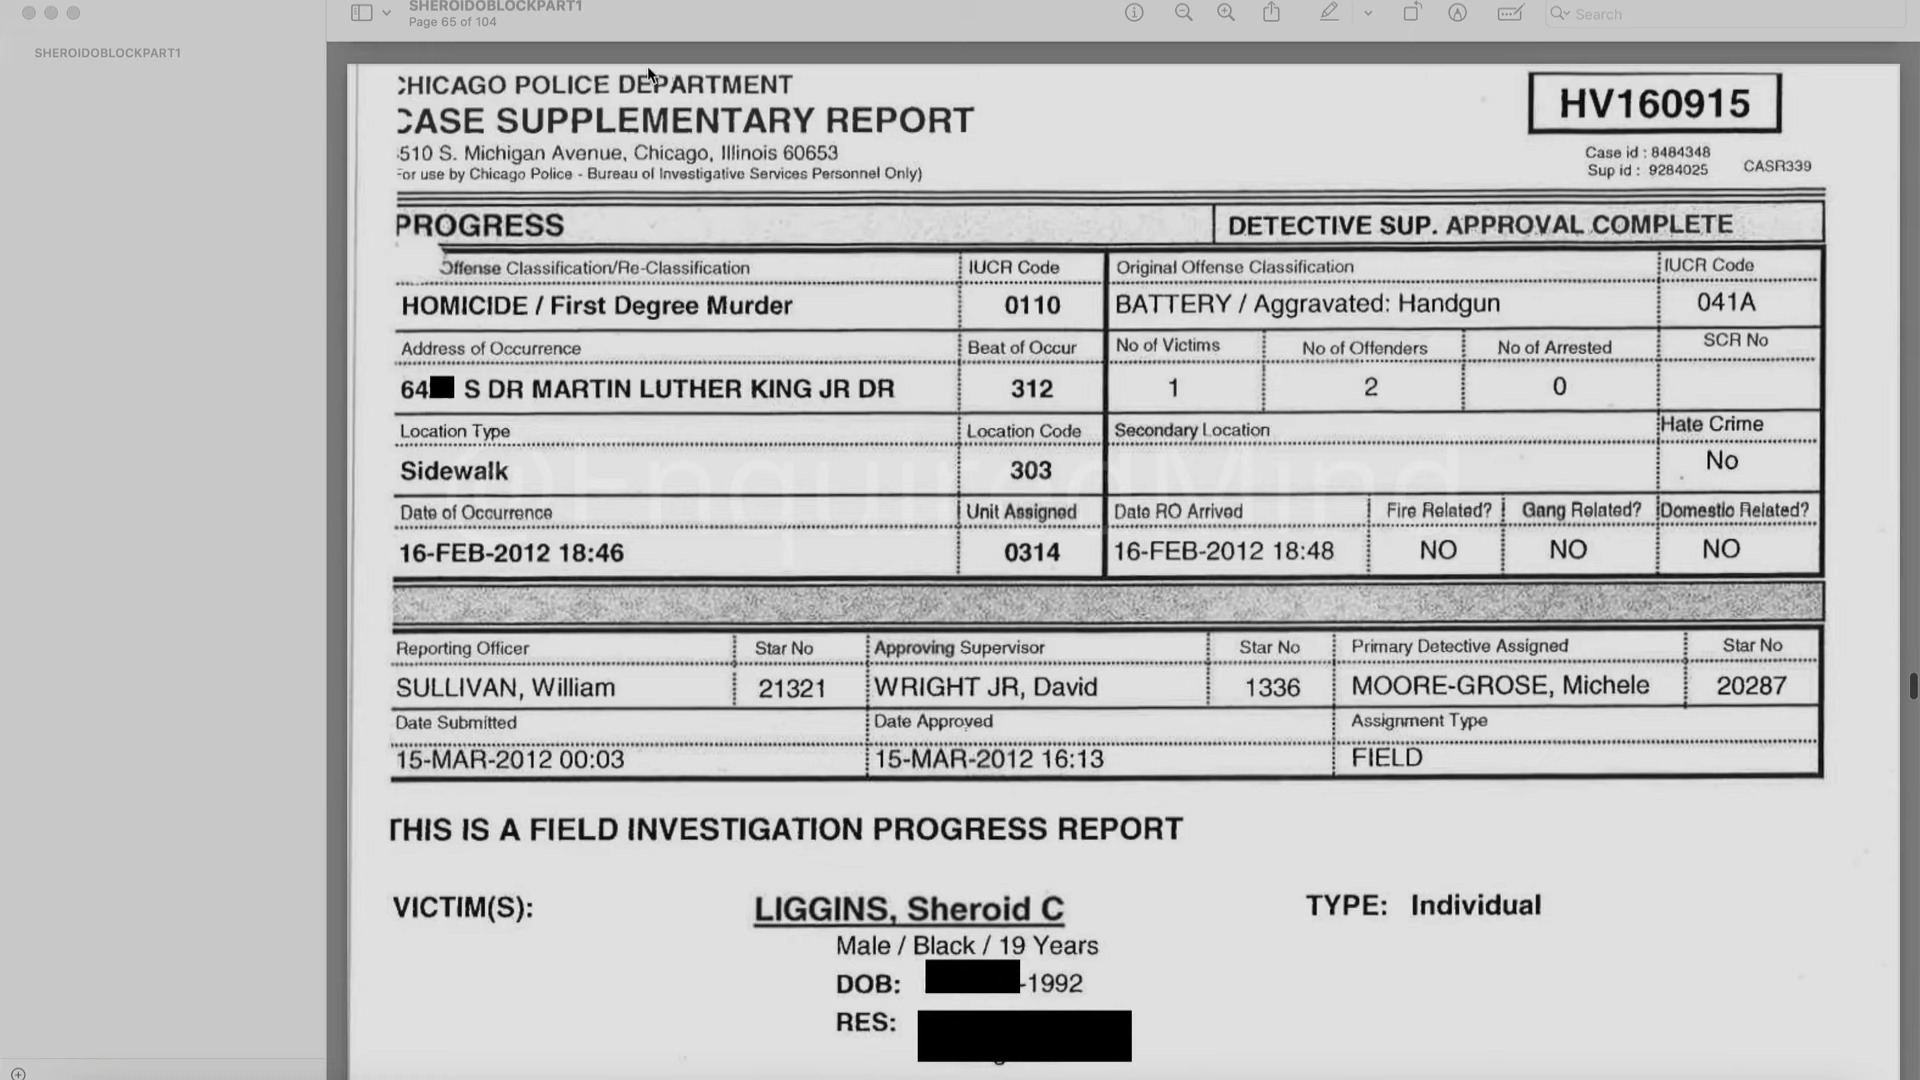 SHEROIDOBLOCKPART1
Page 65 of 104
Search
SHEROIDOBLOCKPART1
CHICAGO POLICE DEPARTMENT
CASE SUPPLEMENTARY REPORT
510 S. Michigan Avenue, Chicago, Illinois 60653
For use by Chicago Police - Bureau of Investigative Services Personnel Only)
HV160915
Case id : 8484348
Sup id : 9284025
CASR339
PROGRESS
DETECTIVE SUP. APPROVAL COMPLETE
Offense Classification/Re-Classification
IUCR Code
Original Offense Classification
IUCR Code
HOMICIDE / First Degree Murder
0110
BATTERY / Aggravated: Handgun
041A
Address of Occurrence
Beat of Occur
No of Victims
No of Offenders
No of Arrested
SCR No
64 S DR MARTIN LUTHER KING JR DR
312
1
2
0
Location Type
Location Code
Secondary Location
Hate Crime
Sidewalk
303
No
@EnquiredMind
Date of Occurrence
Unit Assigned
Date RO Arrived
Fire Related?
Gang Related?
Domestic Related?
16-FEB-2012 18:46
0314
16-FEB-2012 18:48
NO
NO
NO
Reporting Officer
Star No
Approving Supervisor
Star No
Primary Detective Assigned
Star No
SULLIVAN, William
21321
WRIGHT JR, David
1336
MOORE-GROSE, Michele
20287
Date Submitted
Date Approved
Assignment Type
15-MAR-2012 00:03
15-MAR-2012 16:13
FIELD
THIS IS A FIELD INVESTIGATION PROGRESS REPORT
VICTIM(S):
LIGGINS, Sheroid C
TYPE: Individual
Male / Black / 19 Years
DOB: -1992
RES: